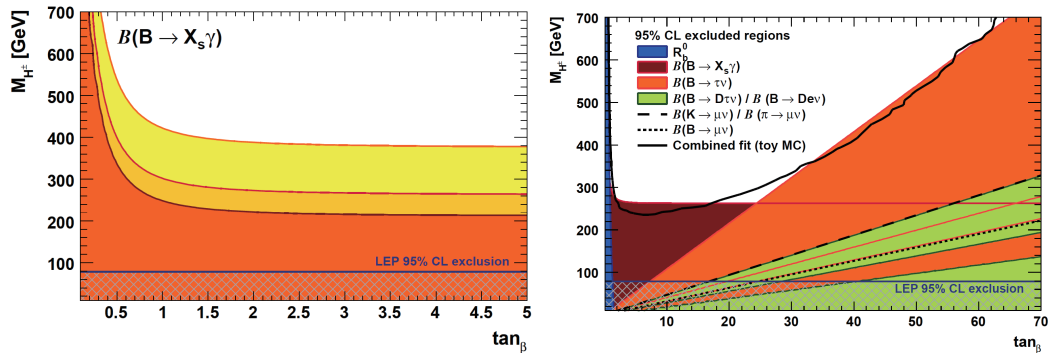 M_H± [GeV]
700
600
500
400
300
200
100
B(B → X_sγ)
LEP 95% CL exclusion
0.5 1 1.5 2 2.5 3 3.5 4 4.5 5
tan_β
M_H± [GeV]
700
600
500
400
300
200
100
95% CL excluded regions
R_b^0
B(B → X_sγ)
B(B → τν)
B(B → Dτν) / B (B → Deν)
B(K → μν) / B (π → μν)
B(B → μν)
Combined fit (toy MC)
LEP 95% CL exclusion
10 20 30 40 50 60 70
tan_β